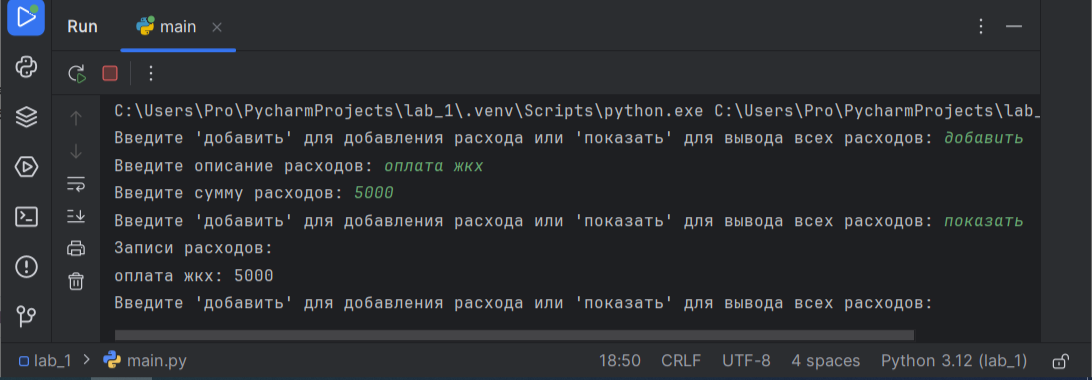 Run main
C:\Users\Pro\PycharmProjects\lab_1\.venv\Scripts\python.exe C:\Users\Pro\PycharmProjects\lab_
Введите 'добавить' для добавления расхода или 'показать' для вывода всех расходов: добавить
Введите описание расходов: оплата жкх
Введите сумму расходов: 5000
Введите 'добавить' для добавления расхода или 'показать' для вывода всех расходов: показать
Записи расходов:
оплата жкх: 5000
Введите 'добавить' для добавления расхода или 'показать' для вывода всех расходов:
lab_1 > main.py 18:50 CRLF UTF-8 4 spaces Python 3.12 (lab_1)